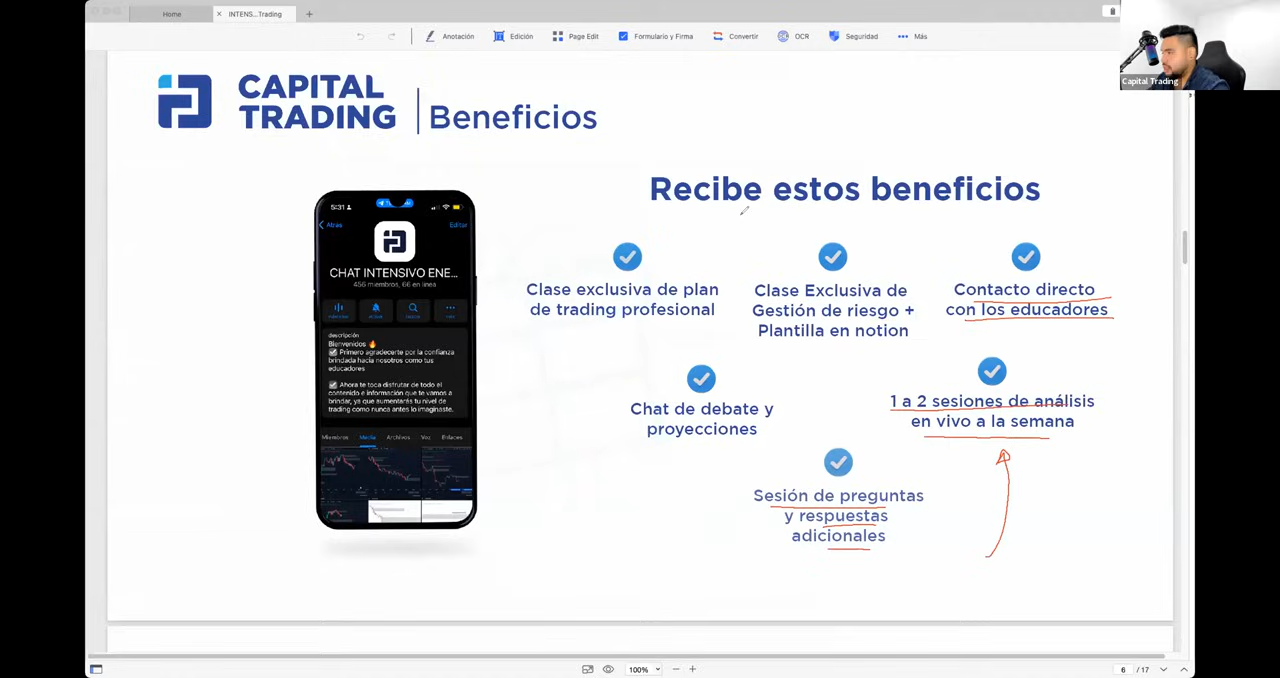 Home
INTENS...Trading
Anotación
Edición
Page Edit
Formulario y Firma
Convertir
OCR
Seguridad
Más
Capital Trading
CAPITAL
TRADING
Beneficios
Recibe estos beneficios
5:31
Atrás
Editar
CHAT INTENSIVO ENE...
456 miembros, 66 en línea
descripción
Bienvenidos 🔥
Primero agradecerte por la confianza
brindada hacia nosotros como tus
educadores
Ahora te toca disfrutar de todo el
contenido e información que te vamos a
brindar, ya que aumentarás tu nivel de
trading como nunca antes lo imaginaste.
Miembros
Media
Archivos
Voz
Enlaces
Clase exclusiva de plan
de trading profesional
Clase Exclusiva de
Gestión de riesgo +
Plantilla en notion
Contacto directo
con los educadores
Chat de debate y
proyecciones
1 a 2 sesiones de análisis
en vivo a la semana
Sesión de preguntas
y respuestas
adicionales
100%
6 / 17